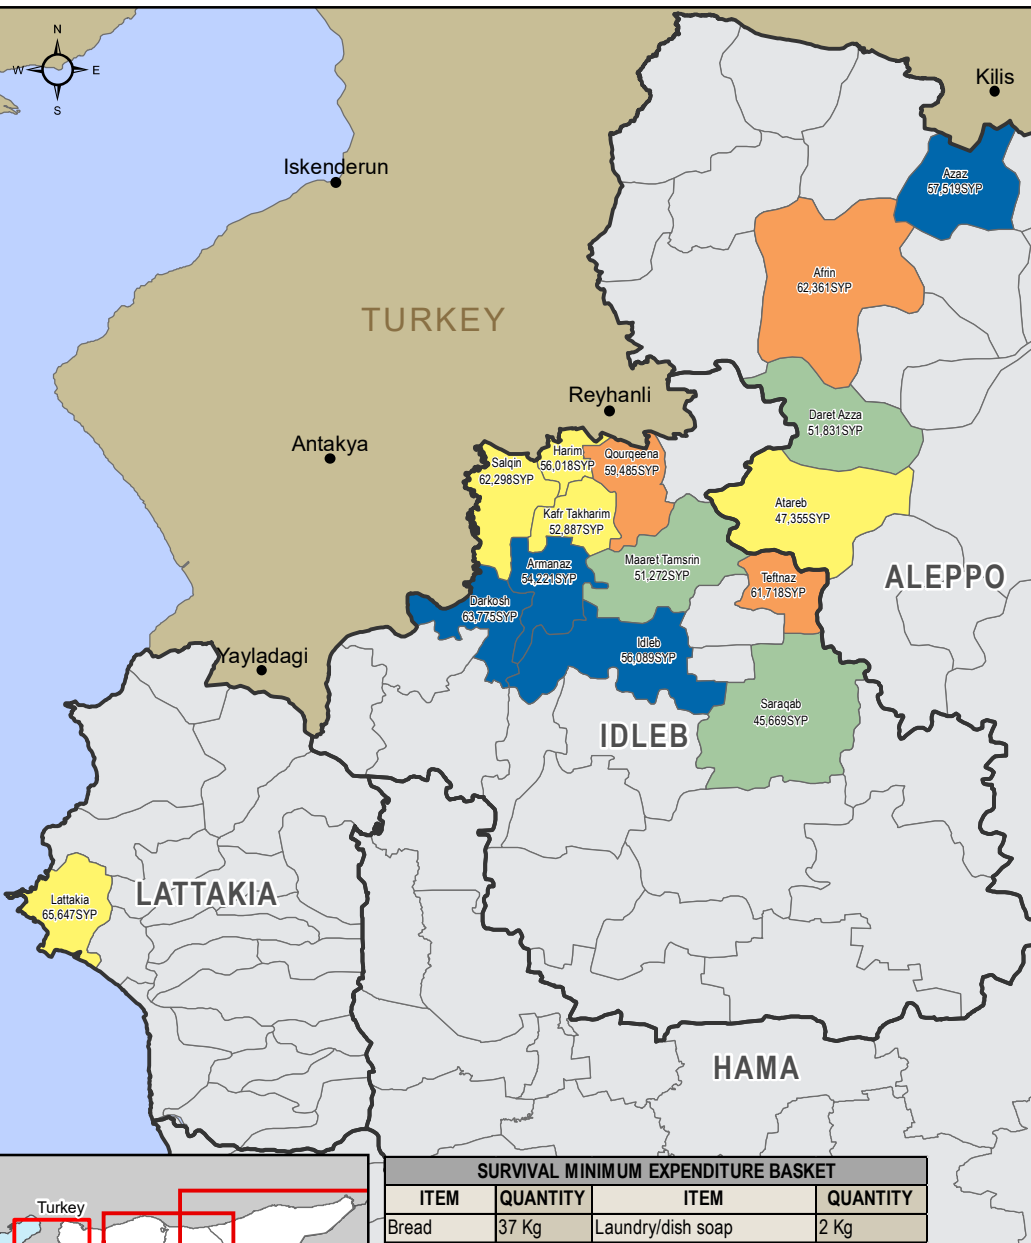 N
W E
S
Kilis
Iskenderun
Azaz
57,519SYP
Afrin
62,361SYP
TURKEY
Reyhanli
Daret Azza
51,831SYP
Antakya
Harim
56,018SYP
Qourqeena
59,485SYP
Salqin
62,298SYP
Kafr Takharim
52,887SYP
Atareb
47,355SYP
Armanaz
54,221SYP
Maaret Tamsrin
51,272SYP
Teftnaz
61,718SYP
ALEPPO
Darkosh
63,775SYP
Idleb
56,089SYP
Yayladagi
Saraqab
45,669SYP
IDLEB
Lattakia
65,647SYP
LATTAKIA
HAMA
Turkey
SURVIVAL MINIMUM EXPENDITURE BASKET
ITEM QUANTITY ITEM QUANTITY
Bread 37 Kg Laundry/dish soap 2 Kg